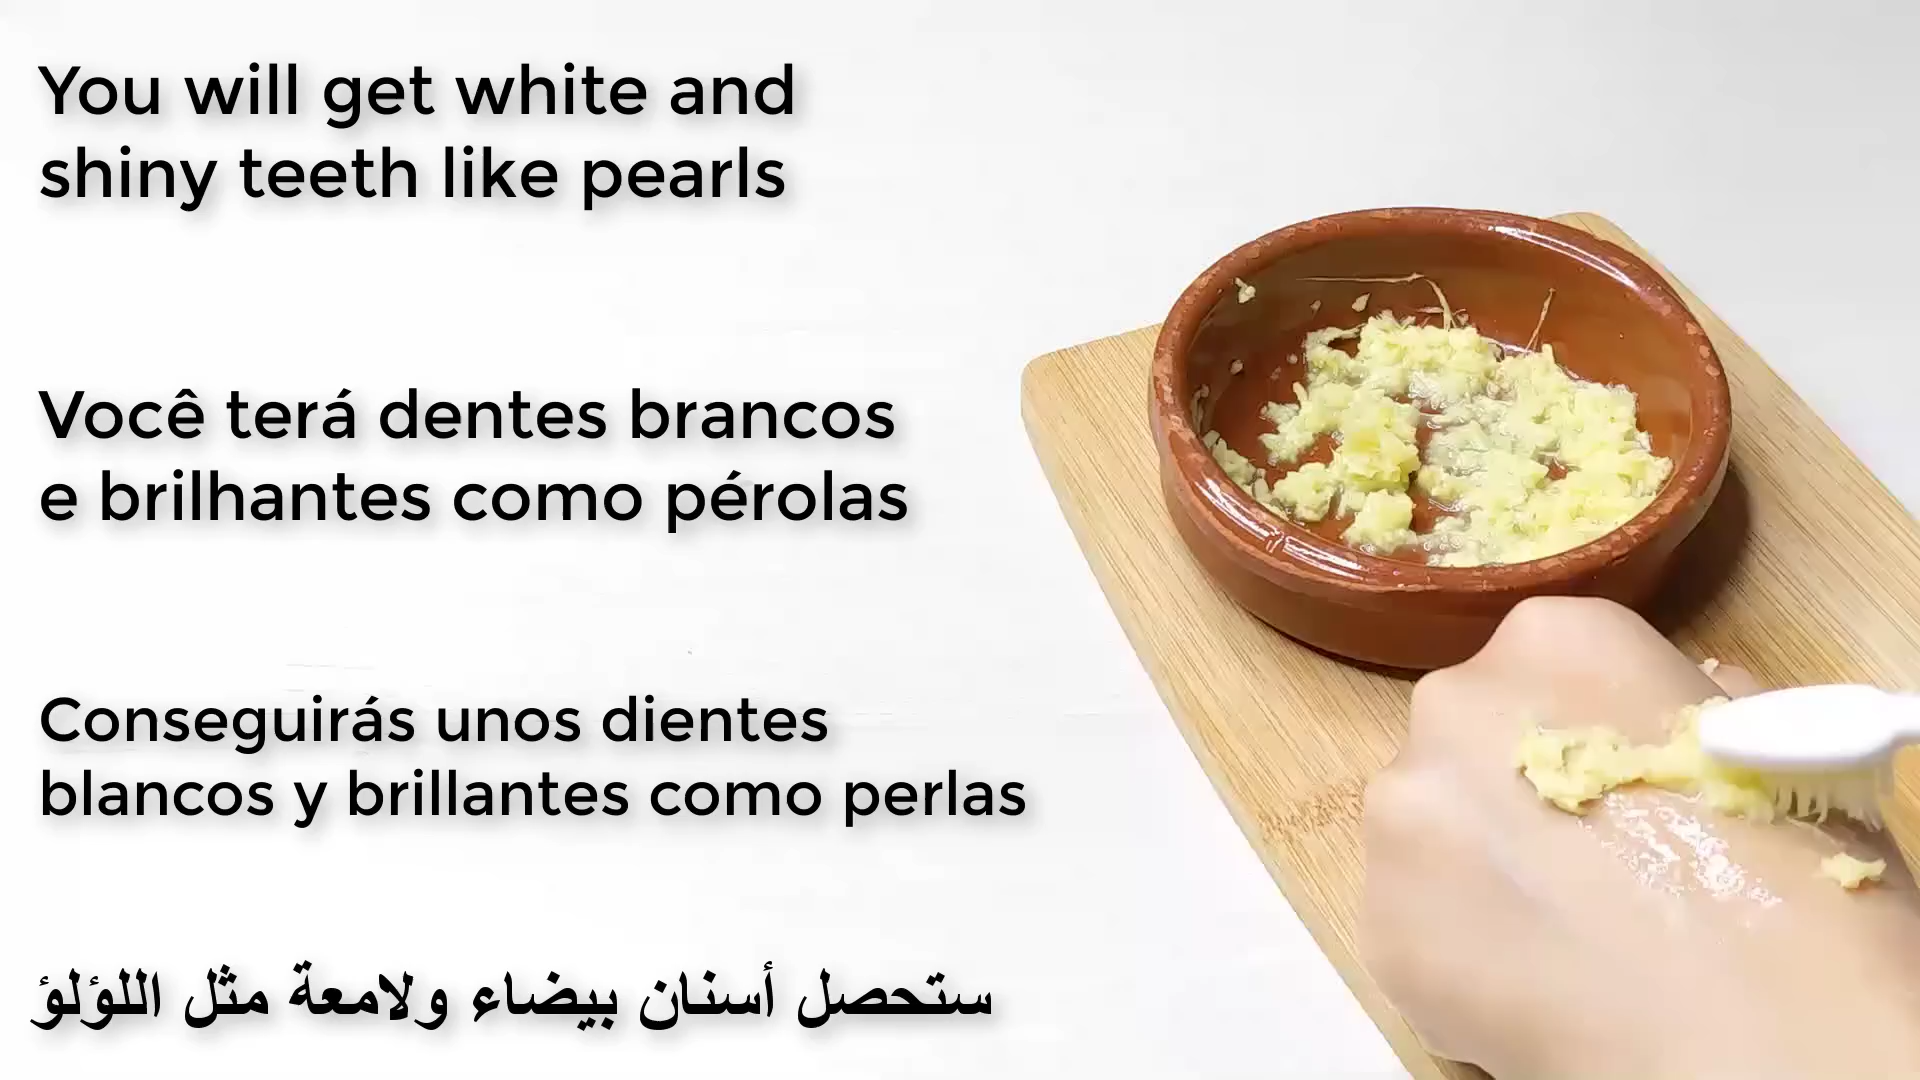 You will get white and
shiny teeth like pearls
Você terá dentes brancos
e brilhantes como pérolas
Conseguirás unos dientes
blancos y brillantes como perlas
ستحصل أسنان بيضاء ولامعة مثل اللؤلؤ